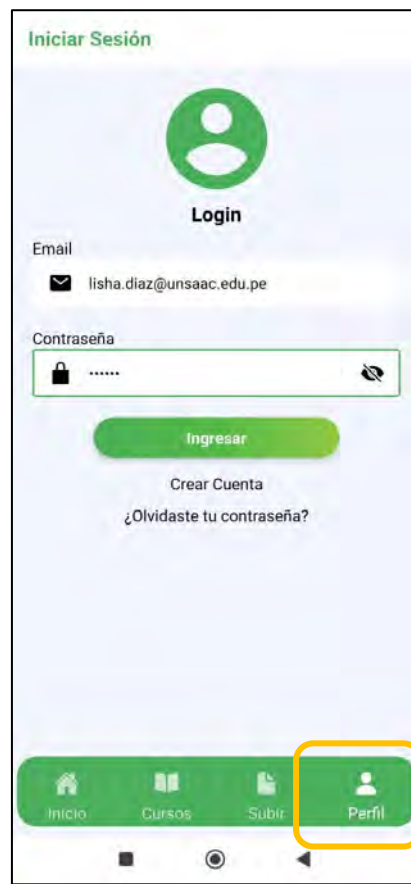 Iniciar Sesión
Login
Email
lisha.diaz@unsaac.edu.pe
Contraseña
······
Ingresar
Crear Cuenta
¿Olvidaste tu contraseña?
Inicio Cursos Subir Perfil